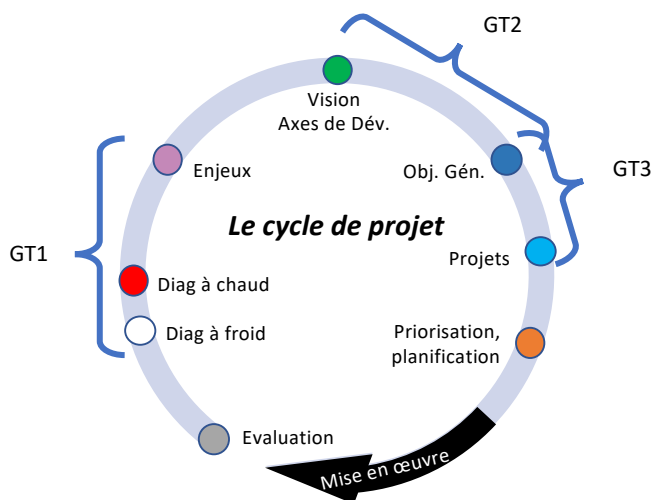 GT2
Vision
Axes de Dév.
GT3
Enjeux
Obj. Gén.
Le cycle de projet
GT1
Projets
Diag à chaud
Diag à froid
Priorisation,
planification
Evaluation
Mise en œuvre